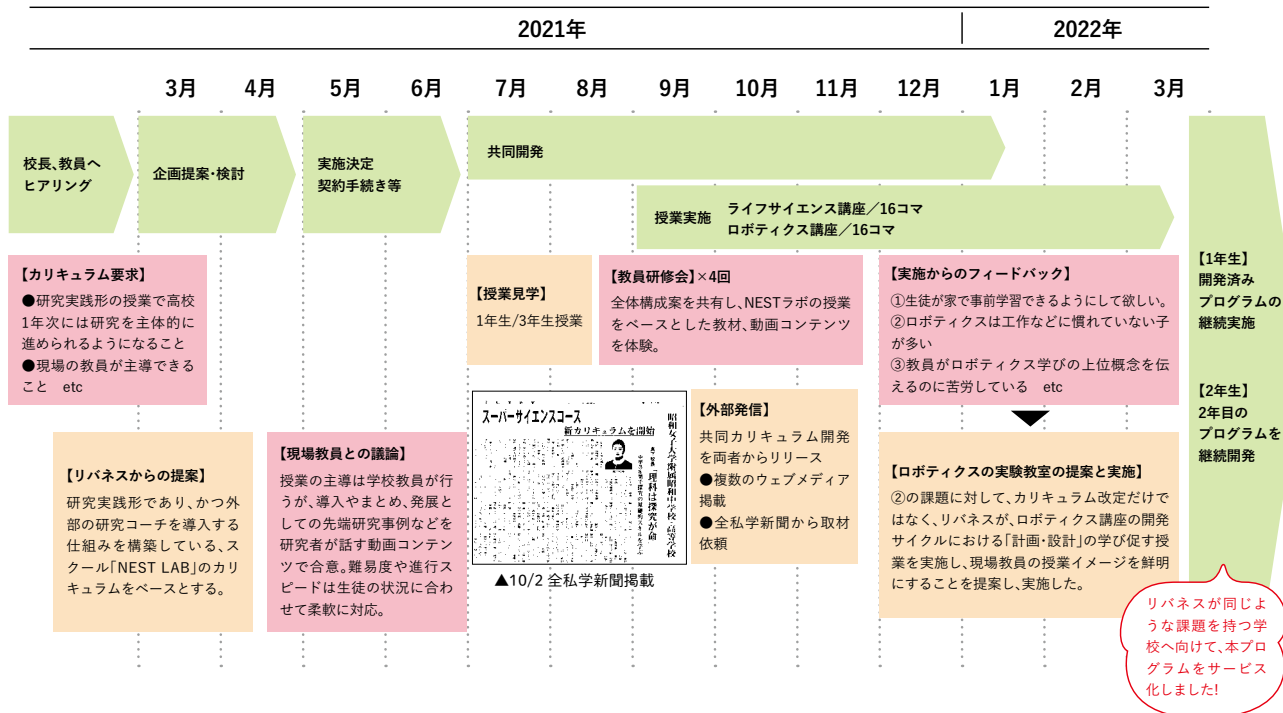 2021年
2022年
3月
4月
5月
6月
7月
8月
9月
10月
11月
12月
1月
2月
3月
校長、教員へ
ヒアリング
企画提案・検討
実施決定
契約手続き等
共同開発
授業実施
ライフサイエンス講座／16コマ
ロボティクス講座／16コマ
【カリキュラム要求】
●研究実践形の授業で高校
1年次には研究を主体的に
進められるようになること
●現場の教員が主導できる
こと　etc
【リバネスからの提案】
研究実践形であり、かつ外
部の研究コーチを導入する
仕組みを構築している、ス
クール「NEST LAB」のカリ
キュラムをベースとする。
【現場教員との議論】
授業の主導は学校教員が行
うが、導入やまとめ、発展と
しての先端研究事例などを
研究者が話す動画コンテン
ツで合意。難易度や進行ス
ピードは生徒の状況に合わ
せて柔軟に対応。
【授業見学】
1年生/3年生授業
【教員研修会】×4回
全体構成案を共有し、NESTラボの授業
をベースとした教材、動画コンテンツ
を体験。
スーパーサイエンスコース
新カリキュラムを開始
昭和女子大学附属昭和中学校・高等学校
「理科は探究が命
▲10/2 全私学新聞掲載
【外部発信】
共同カリキュラム開発
を両者からリリース
●複数のウェブメディア
掲載
●全私学新聞から取材
依頼
【実施からのフィードバック】
①生徒が家で事前学習できるようにして欲しい。
②ロボティクスは工作などに慣れていない子
が多い
③教員がロボティクス学びの上位概念を伝
えるのに苦労している　etc
【ロボティクスの実験教室の提案と実施】
②の課題に対して、カリキュラム改定だけで
はなく、リバネスが、ロボティクス講座の開発
サイクルにおける「計画・設計」の学び促す授
業を実施し、現場教員の授業イメージを鮮明
にすることを提案し、実施した。
【1年生】
開発済み
プログラムの
継続実施
【2年生】
2年目の
プログラムを
継続開発
リバネスが同じよ
うな課題を持つ学
校へ向けて、本プロ
グラムをサービス
化しました!